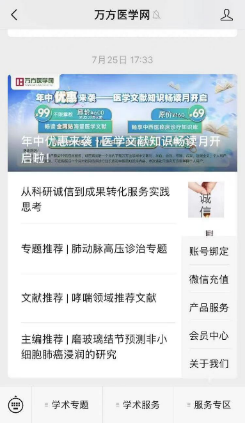 万方医学网
7月25日 17:33
万方医学网
年中优惠来袭——医学文献知识畅读月开启
¥99
¥69
年中优惠来袭 | 医学文献知识畅读月开
启啦!
从科研诚信到成果转化服务实践
思考
诚
信
专题推荐 | 肺动脉高压诊治专题
文献推荐 | 哮喘领域推荐文献
主编推荐 | 磨玻璃结节预测非小
细胞肺癌浸润的研究
账号绑定
微信充值
产品服务
会员中心
关于我们
学术专题
学术服务
服务专区